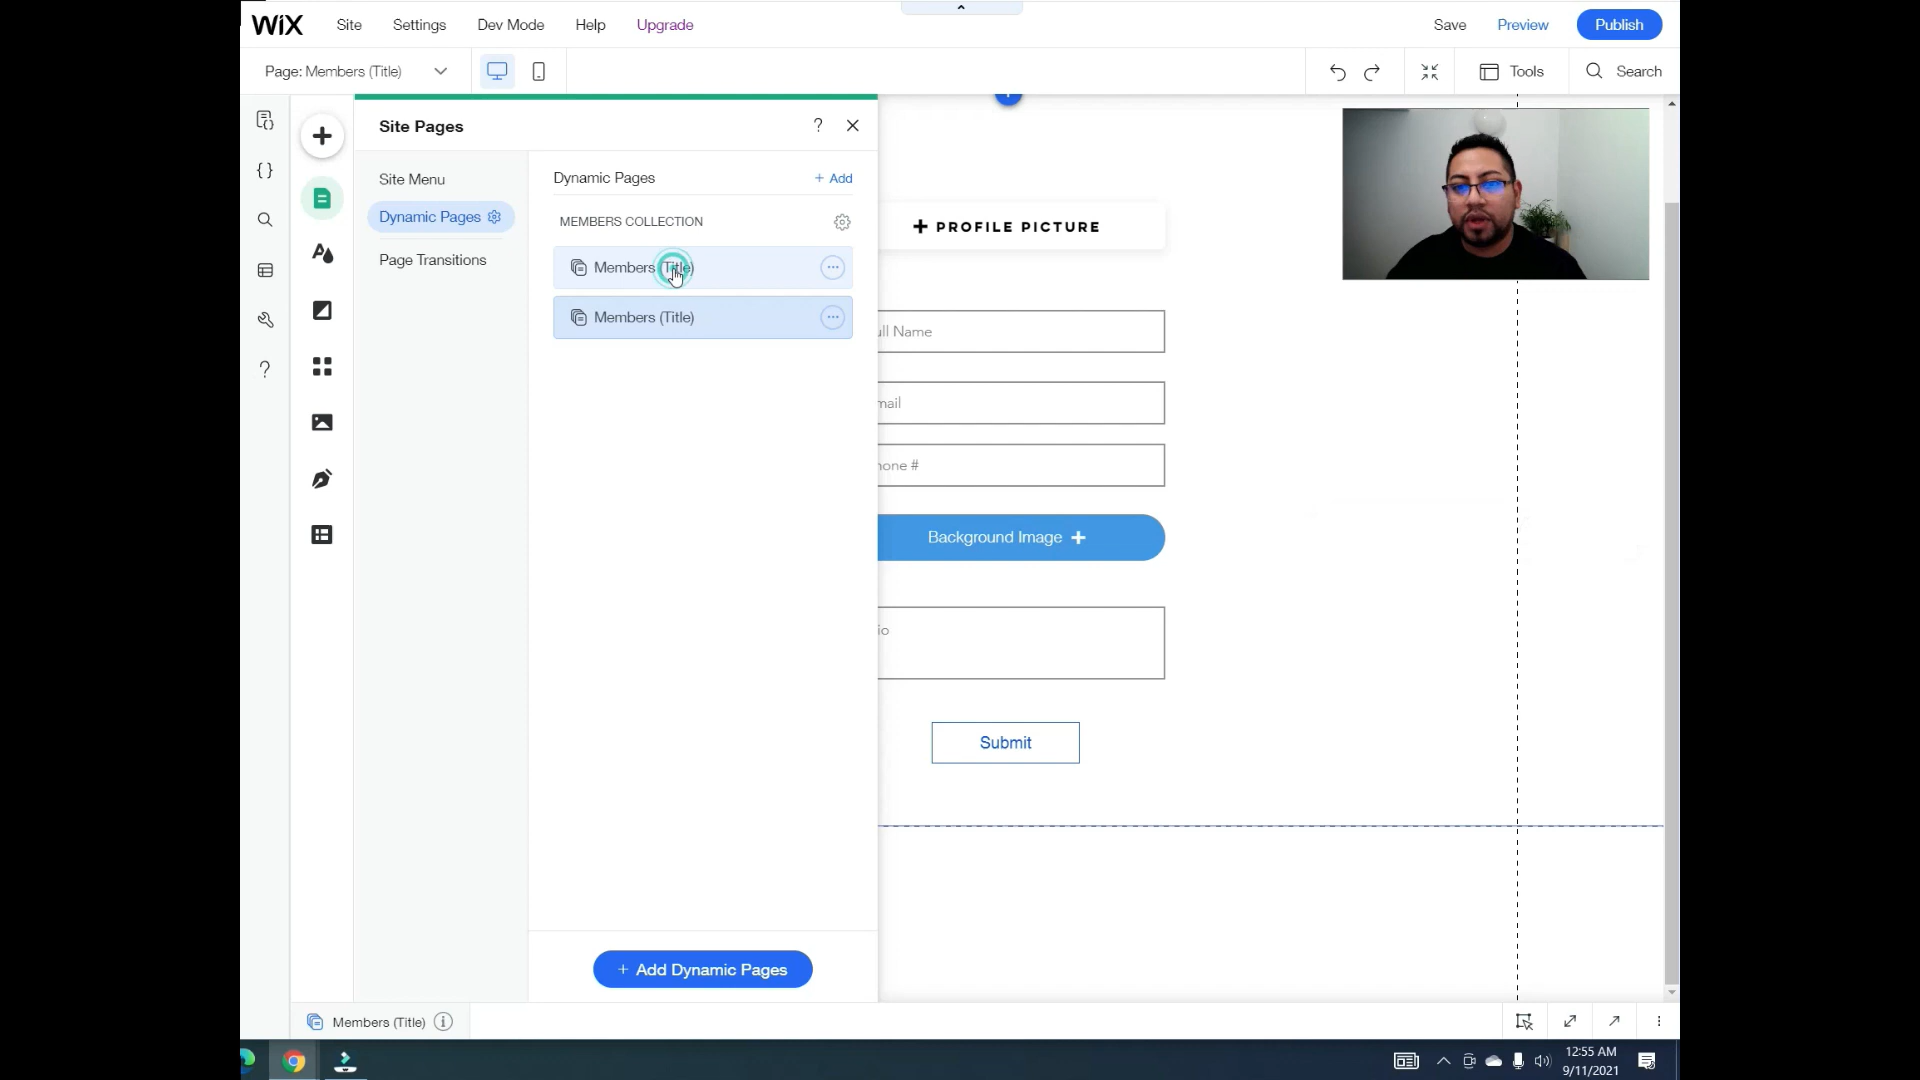 WiX Site Settings Dev Mode Help Upgrade Save Preview Publish
Page: Members (Title) Tools Search
Site Pages ?
Site Menu
Dynamic Pages
Page Transitions
Dynamic Pages + Add
MEMBERS COLLECTION
Members (Title)
Members (Title)
+ Add Dynamic Pages
+ PROFILE PICTURE
ull Name
mail
hone #
Background Image +
io
Submit
Members (Title)
12:55 AM
9/11/2021